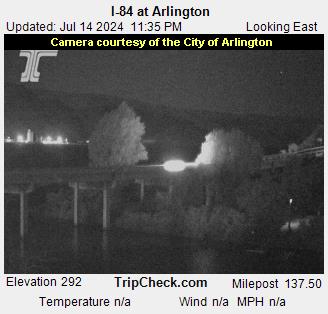 I-84 at Arlington
Updated: Jul 14 2024 11:35 PM Looking East
Camera courtesy of the City of Arlington
Elevation 292 TripCheck.com Milepost 137.50
Temperature n/a Wind n/a MPH n/a